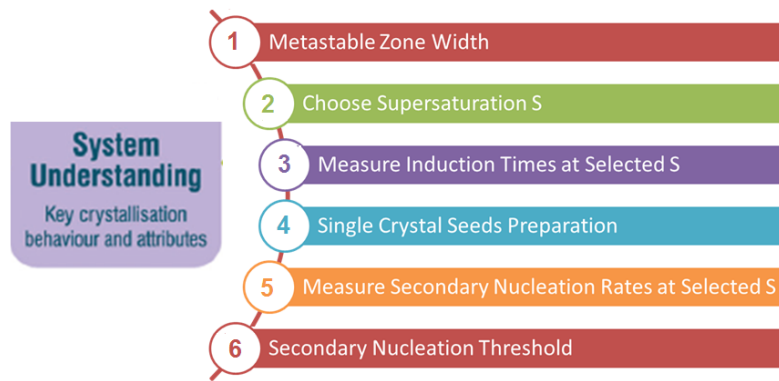 System
Understanding
Key crystallisation
behaviour and attributes
1 Metastable Zone Width
2 Choose Supersaturation S
3 Measure Induction Times at Selected S
4 Single Crystal Seeds Preparation
5 Measure Secondary Nucleation Rates at Selected S
6 Secondary Nucleation Threshold